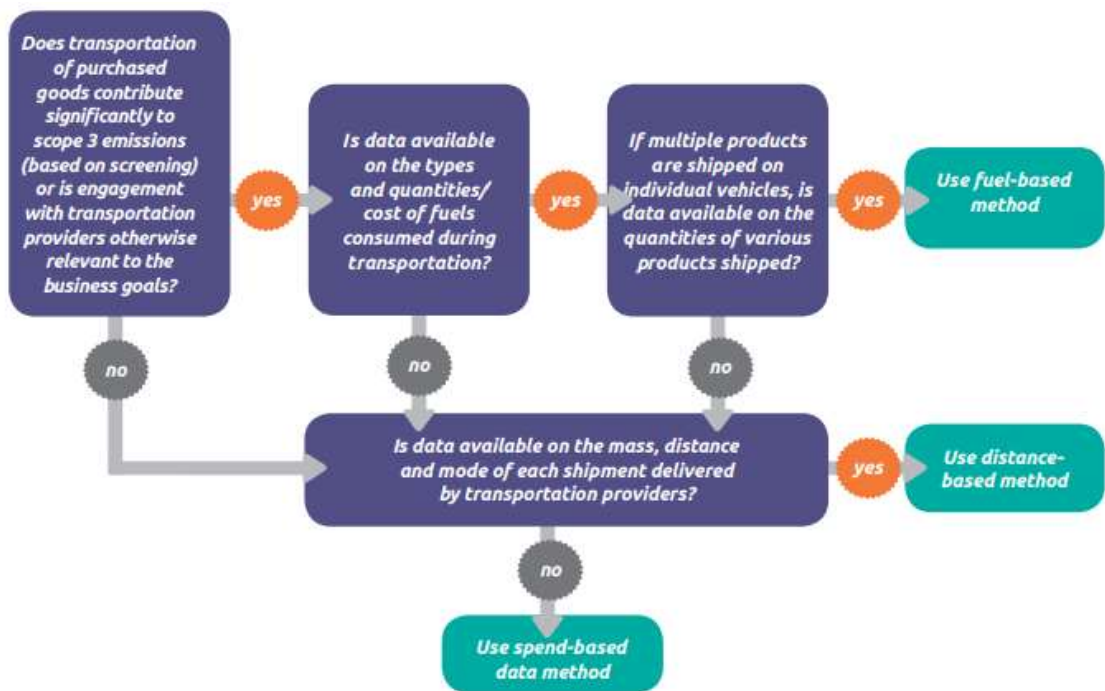 Does transportation
of purchased
goods contribute
significantly to
scope 3 emissions
(based on screening)
or is engagement
with transportation
providers otherwise
relevant to the
business goals?
yes
Is data available
on the types
and quantities/
cost of fuels
consumed during
transportation?
yes
If multiple products
are shipped on
individual vehicles, is
data available on the
quantities of various
products shipped?
yes
Use fuel-based
method
no
no
no
Is data available on the mass, distance
and mode of each shipment delivered
by transportation providers?
yes
Use distance-
based method
no
Use spend-based
data method